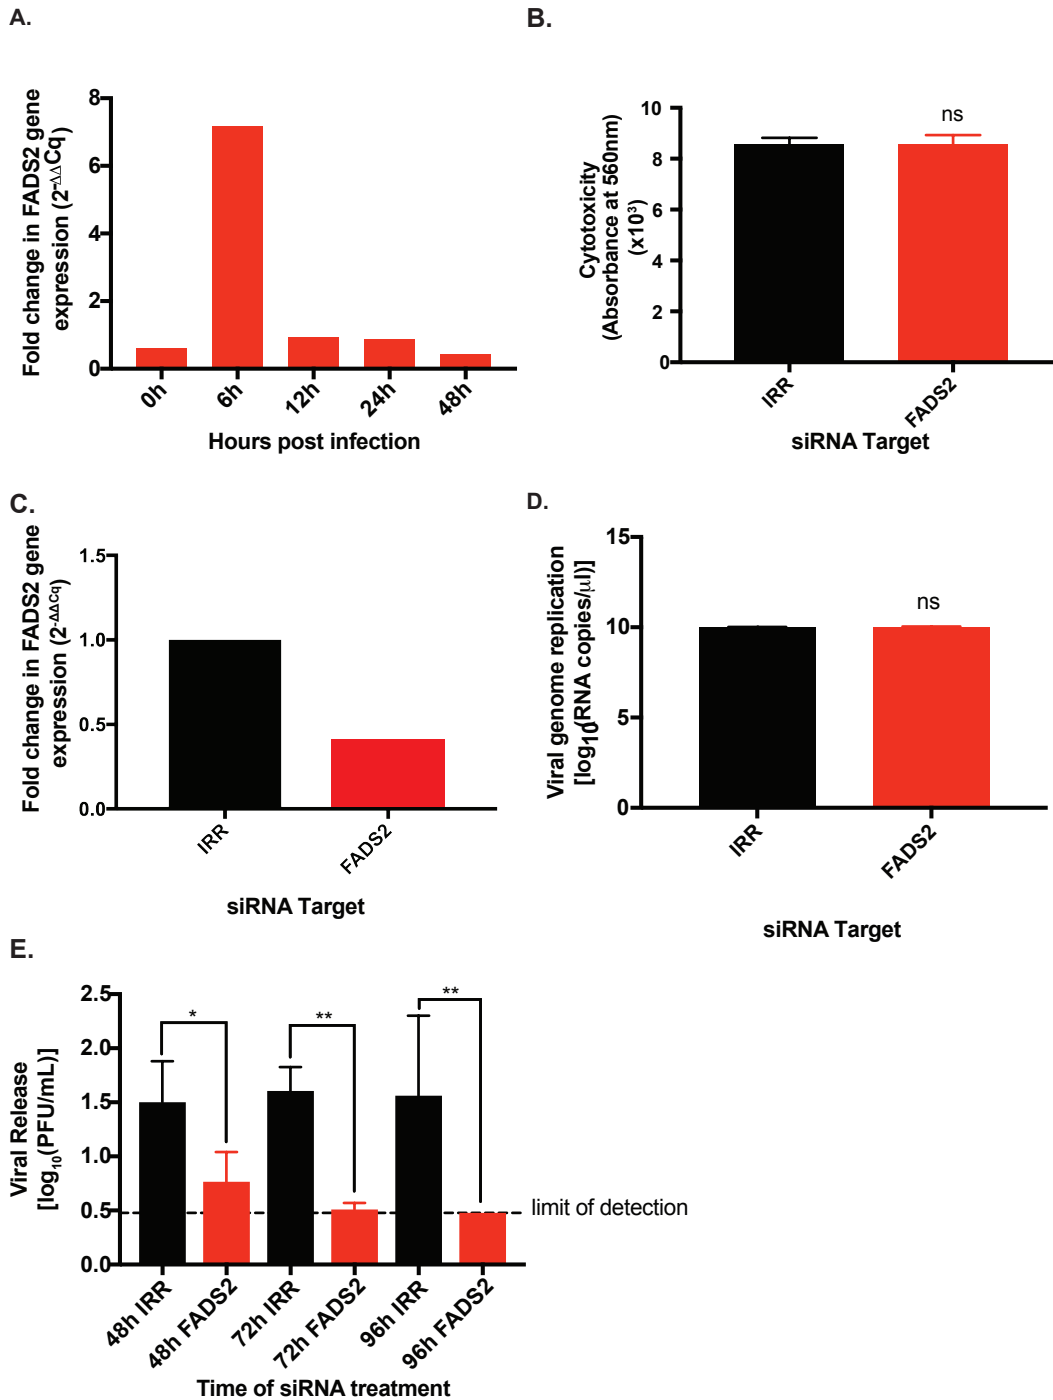 A.
Fold change in FADS2 gene
expression (2-ΔΔCq)
8
6
4
2
0
0h
6h
12h
24h
48h
Hours post infection
B.
Cytotoxicity
(Absorbance at 560nm)
(x10³)
10
8
6
4
2
0
ns
IRR
FADS2
siRNA Target
C.
Fold change in FADS2 gene
expression (2-ΔΔCq)
1.5
1.0
0.5
0.0
IRR
FADS2
siRNA Target
D.
Viral genome replication
[log10(RNA copies/µl)]
15
10
5
0
ns
IRR
FADS2
siRNA Target
E.
Viral Release
[log₁₀(PFU/mL)]
2.5
2.0
1.5
1.0
0.5
0.0
*
**
**
limit of detection
48h IRR
48h FADS2
72h IRR
72h FADS2
96h IRR
96h FADS2
Time of siRNA treatment